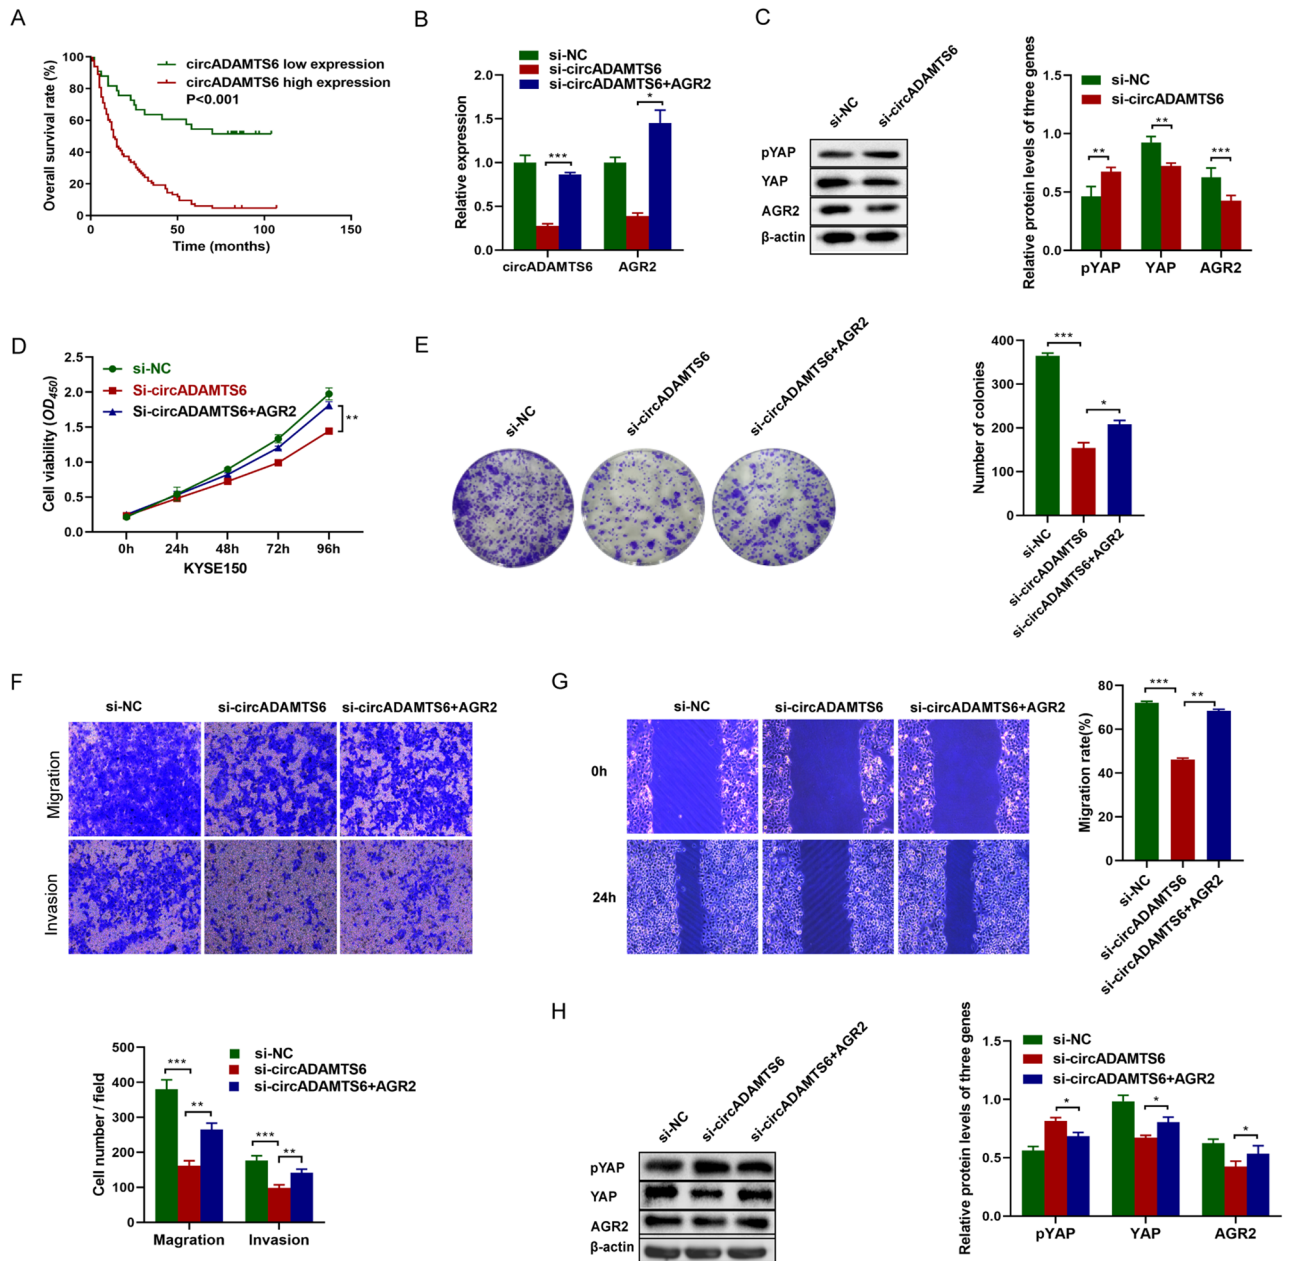 A
circADAMTS6 low expression
circADAMTS6 high expression
P<0.001
Overall survival rate (%)
100
80
60
40
20
0
0 50 100 150
Time (months)
B
si-NC
si-circADAMTS6
si-circADAMTS6+AGR2
Relative expression
2.0
1.5
1.0
0.5
0.0
***
*
circADAMTS6 AGR2
C
si-NC
si-circADAMTS6
pYAP
YAP
AGR2
β-actin
Relative protein levels of three genes
si-NC
si-circADAMTS6
1.5
1.0
0.5
0.0
**
**
***
pYAP YAP AGR2
D
si-NC
Si-circADAMTS6
Si-circADAMTS6+AGR2
Cell viability (OD450)
2.5
2.0
1.5
1.0
0.5
0.0
**
0h 24h 48h 72h 96h
KYSE150
E
si-NC
si-circADAMTS6
si-circADAMTS6+AGR2
Number of colonies
400
300
200
100
0
***
*
si-NC
si-circADAMTS6
si-circADAMTS6+AGR2
F
si-NC si-circADAMTS6 si-circADAMTS6+AGR2
Migration
Invasion
si-NC
si-circADAMTS6
si-circADAMTS6+AGR2
Cell number / field
500
400
300
200
100
0
***
**
***
**
Magration Invasion
G
si-NC si-circADAMTS6 si-circADAMTS6+AGR2
0h
24h
Migration rate(%)
80
60
40
20
0
***
**
si-NC
si-circADAMTS6
si-circADAMTS6+AGR2
H
si-NC
si-circADAMTS6
si-circADAMTS6+AGR2
pYAP
YAP
AGR2
β-actin
Relative protein levels of three genes
si-NC
si-circADAMTS6
si-circADAMTS6+AGR2
1.5
1.0
0.5
0.0
*
*
*
pYAP YAP AGR2